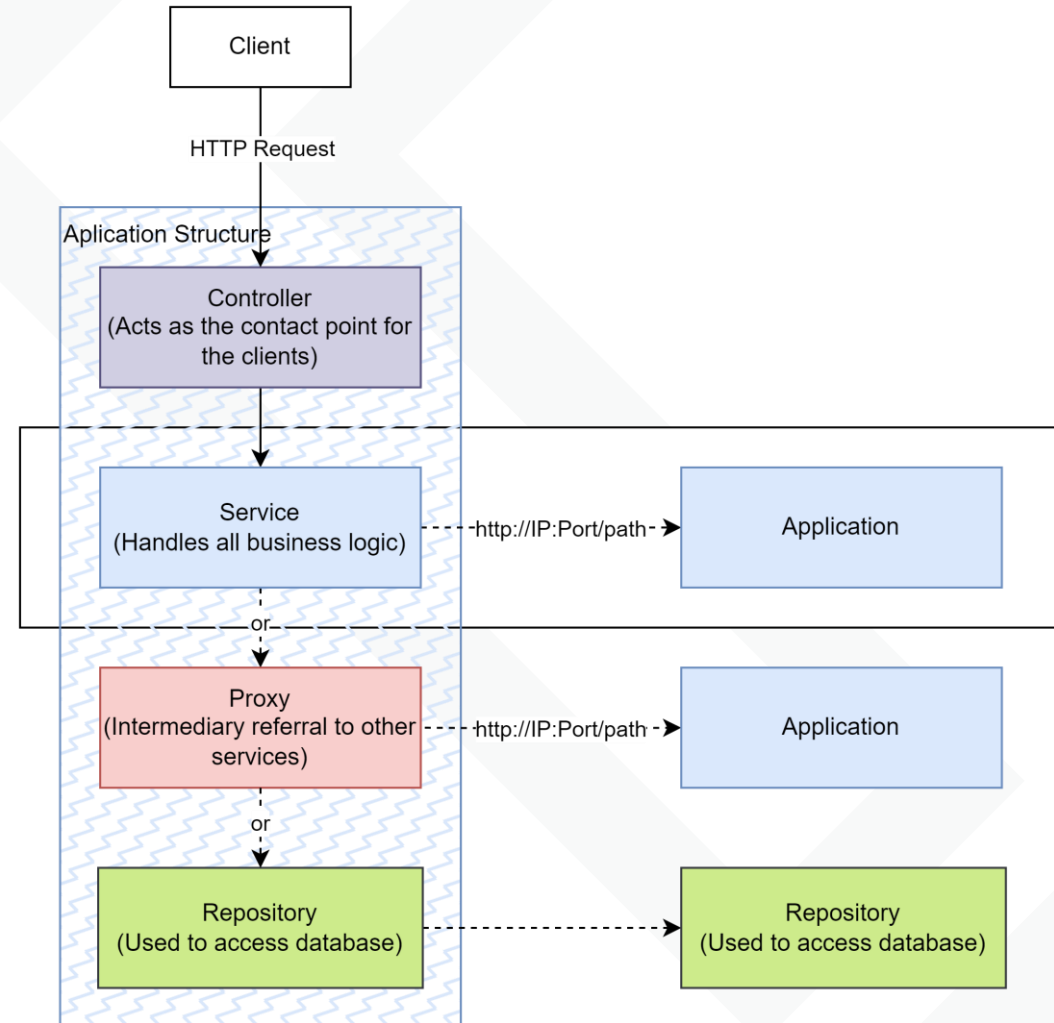 Client
HTTP Request
Aplication Structure
Controller
(Acts as the contact point for
the clients)
Service
(Handles all business logic)
http://IP:Port/path
Application
or
Proxy
(Intermediary referral to other
services)
http://IP:Port/path
Application
or
Repository
(Used to access database)
Repository
(Used to access database)